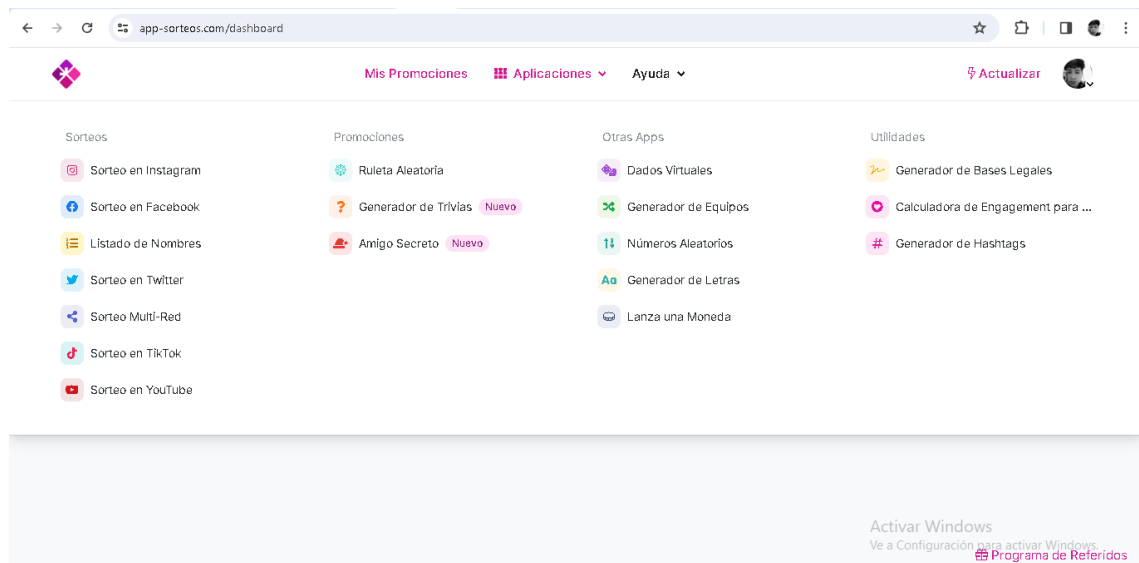 app-sorteos.com/dashboard
Mis Promociones
Aplicaciones
Ayuda
Actualizar
Sorteos
Sorteo en Instagram
Sorteo en Facebook
Listado de Nombres
Sorteo en Twitter
Sorteo Multi-Red
Sorteo en TikTok
Sorteo en YouTube
Promociones
Ruleta Aleatoria
Generador de Trivias Nuevo
Amigo Secreto Nuevo
Otras Apps
Dados Virtuales
Generador de Equipos
Números Aleatorios
Aa Generador de Letras
Lanza una Moneda
Utilidades
Generador de Bases Legales
Calculadora de Engagement para ...
# Generador de Hashtags
Activar Windows
Ve a Configuración para activar Windows.
Programa de Referidos